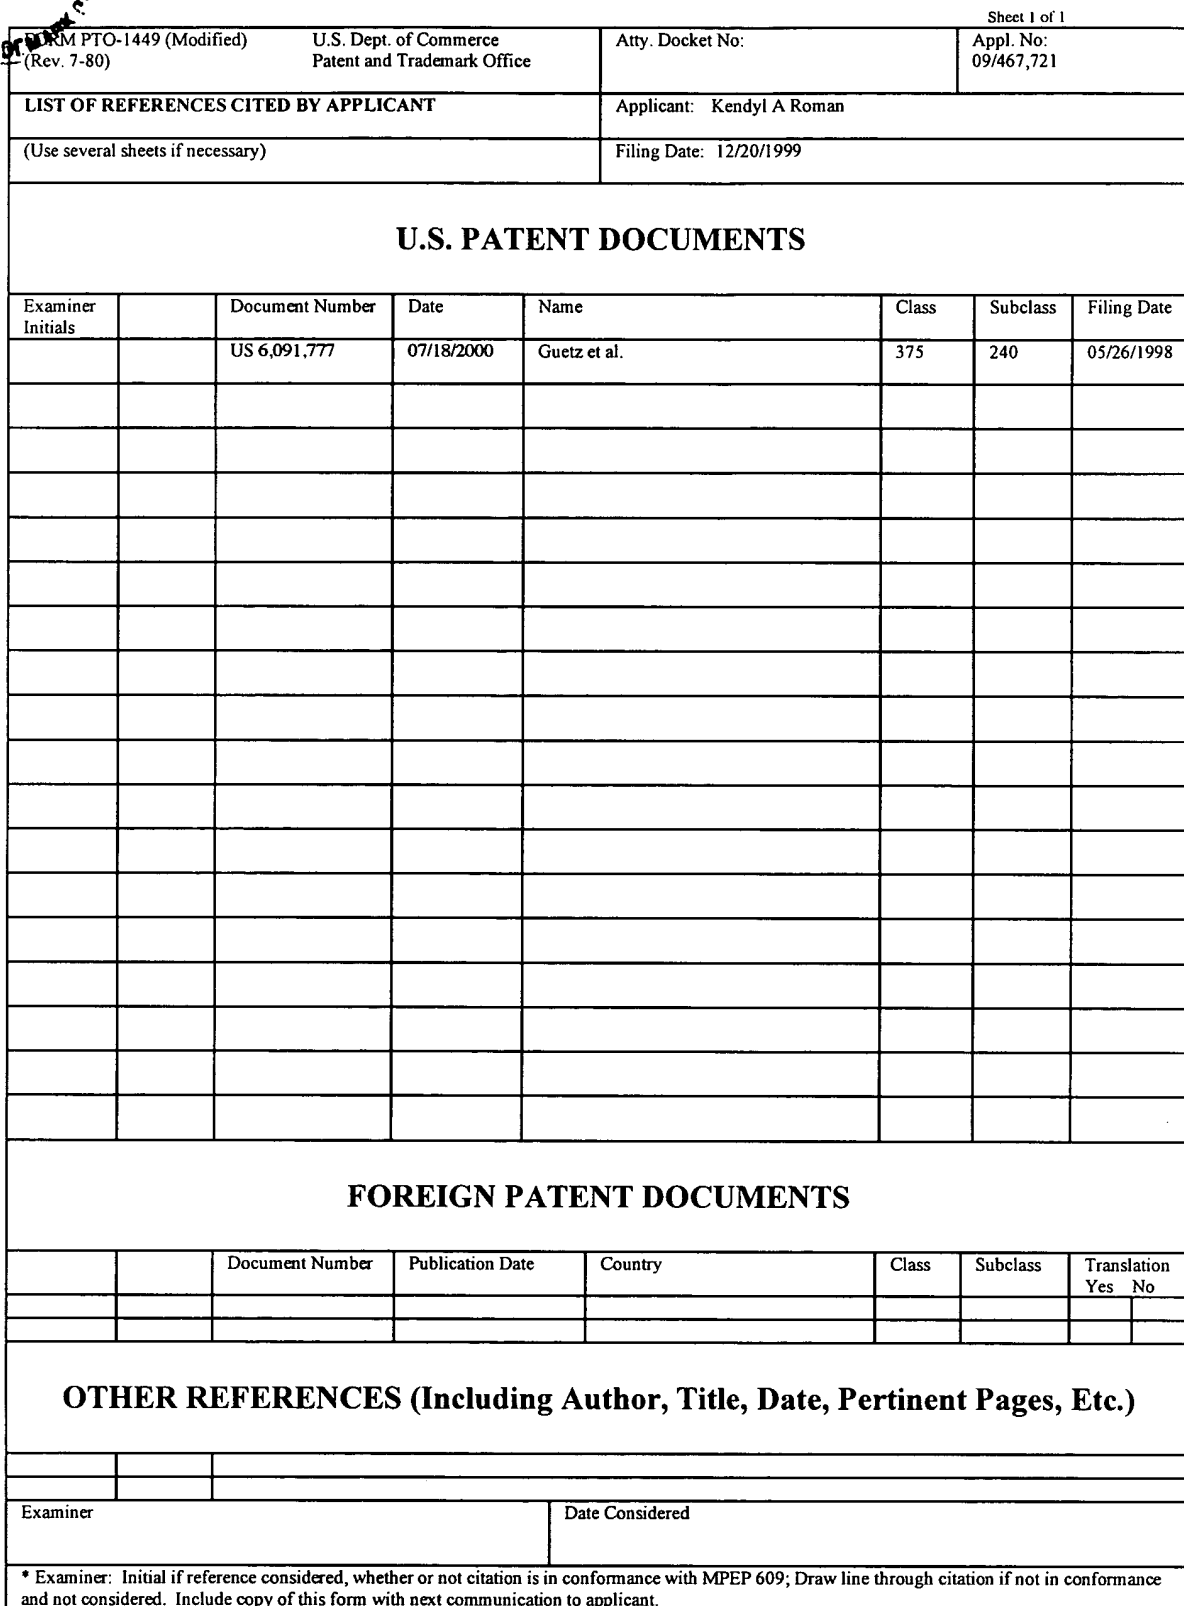 Sheet 1 of 1
FORM PTO-1449 (Modified) U.S. Dept. of Commerce Atty. Docket No: Appl. No:
(Rev. 7-80) Patent and Trademark Office 09/467,721
LIST OF REFERENCES CITED BY APPLICANT Applicant: Kendyl A Roman
(Use several sheets if necessary) Filing Date: 12/20/1999
U.S. PATENT DOCUMENTS
Examiner Document Number Date Name Class Subclass Filing Date
Initials
US 6,091,777 07/18/2000 Guetz et al. 375 240 05/26/1998
FOREIGN PATENT DOCUMENTS
Document Number Publication Date Country Class Subclass Translation
Yes No
OTHER REFERENCES (Including Author, Title, Date, Pertinent Pages, Etc.)
Examiner Date Considered
* Examiner: Initial if reference considered, whether or not citation is in conformance with MPEP 609; Draw line through citation if not in conformance
and not considered. Include copy of this form with next communication to applicant.